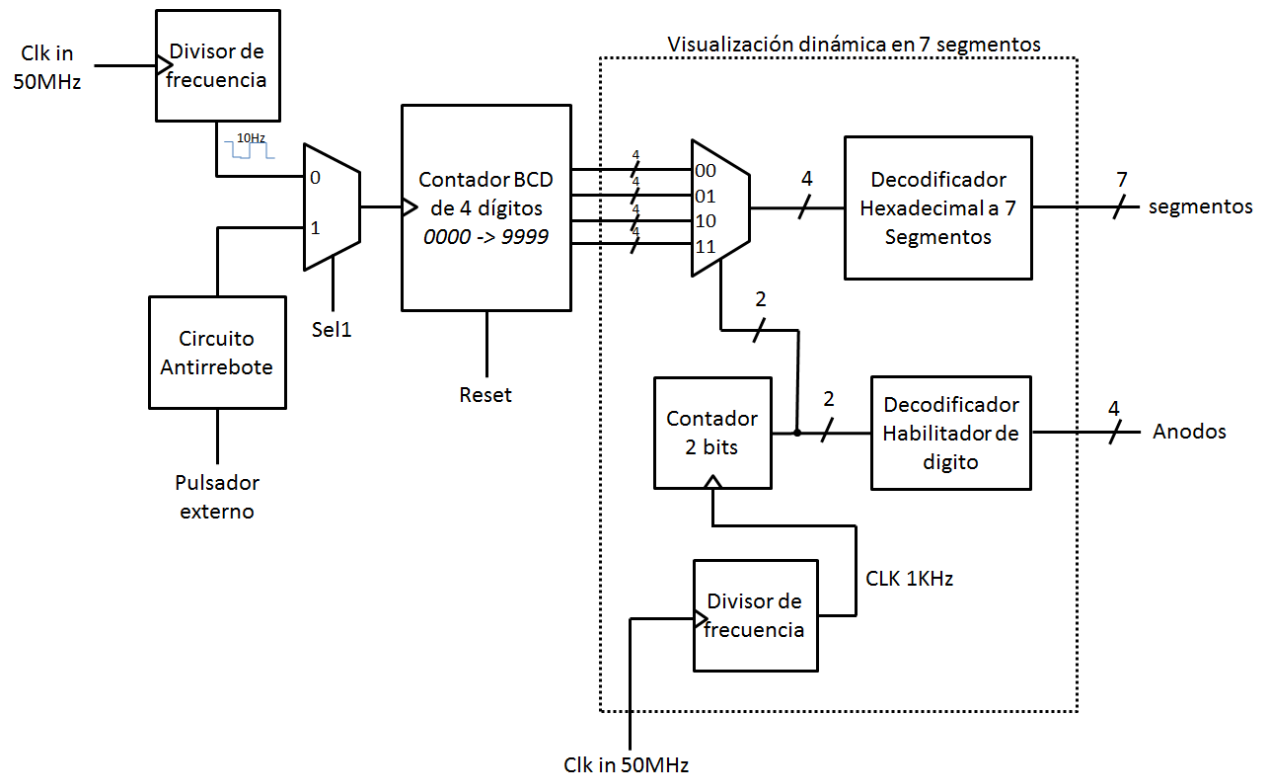 Clk in
50MHz
Divisor de
frecuencia
10Hz
0
1
Sel1
Circuito
Antirrebote
Pulsador
externo
Contador BCD
de 4 dígitos
0000 -> 9999
Reset
Visualización dinámica en 7 segmentos
4
4
4
4
00
01
10
11
4
Decodificador
Hexadecimal a 7
Segmentos
7
segmentos
2
Contador
2 bits
2
Decodificador
Habilitador de
digito
4
Anodos
CLK 1KHz
Divisor de
frecuencia
Clk in 50MHz